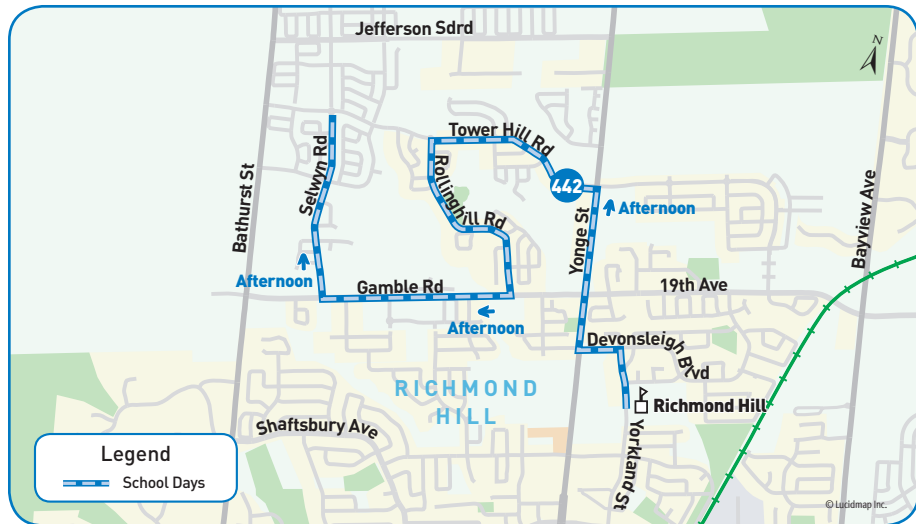 Jefferson Sdrd
N
Tower Hill Rd
Selwyn Rd
Rollinghill Rd
442
Bathurst St
Yonge St
Afternoon
Bayview Ave
Afternoon
Gamble Rd
19th Ave
Afternoon
Devonsleigh Blvd
RICHMOND
HILL
Richmond Hill
Shaftsbury Ave
Yorkland St
Legend
School Days
© Lucidmap Inc.